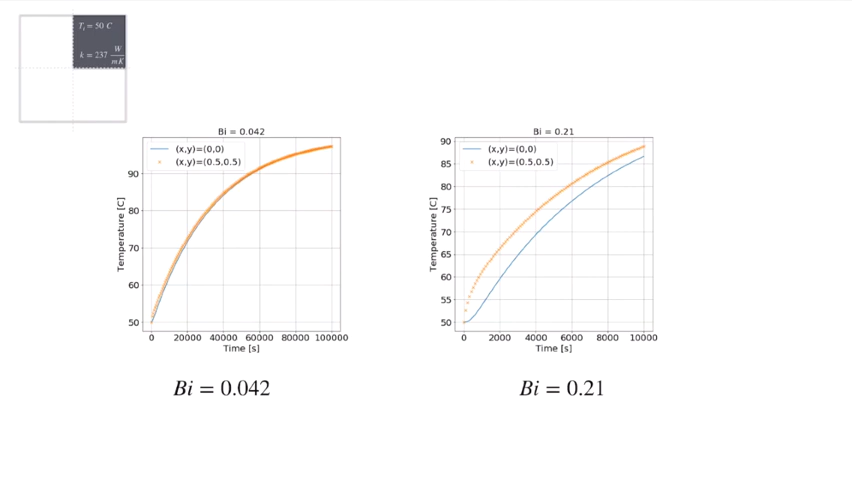 T_i = 50 C
k = 237 W/mK
Bi = 0.042
(x,y)=(0,0)
(x,y)=(0.5,0.5)
90
80
70
60
50
Temperature [C]
0 20000 40000 60000 80000 100000
Time [s]
Bi = 0.21
(x,y)=(0,0)
(x,y)=(0.5,0.5)
90
85
80
75
70
65
60
55
50
Temperature [C]
0 2000 4000 6000 8000 10000
Time [s]
Bi = 0.042
Bi = 0.21